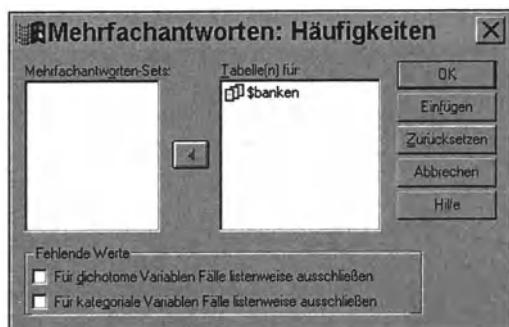 Mehrfachantworten: Häufigkeiten
Mehrfachantworten-Sets:
Tabelle(n) für
$banken
OK
Einfügen
Zurücksetzen
Abbrechen
Hilfe
Fehlende Werte
Für dichotome Variablen Fälle listenweise ausschließen
Für kategoriale Variablen Fälle listenweise ausschließen